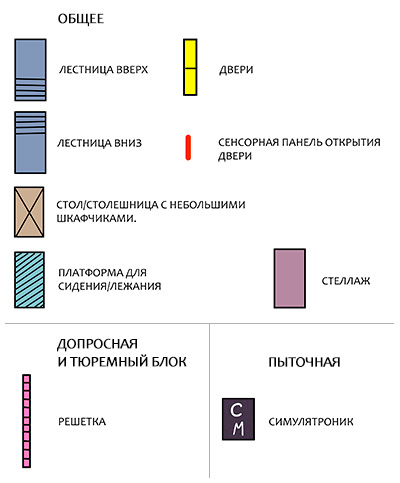 ОБЩЕЕ
ЛЕСТНИЦА ВВЕРХ
ДВЕРИ
ЛЕСТНИЦА ВНИЗ
СЕНСОРНАЯ ПАНЕЛЬ ОТКРЫТИЯ
ДВЕРИ
СТОЛ/СТОЛЕШНИЦА С НЕБОЛЬШИМИ
ШКАФЧИКАМИ.
ПЛАТФОРМА ДЛЯ
СИДЕНИЯ/ЛЕЖАНИЯ
СТЕЛЛАЖ
ДОПРОСНАЯ
И ТЮРЕМНЫЙ БЛОК
РЕШЕТКА
ПЫТОЧНАЯ
С
М
СИМУЛЯТРОНИК